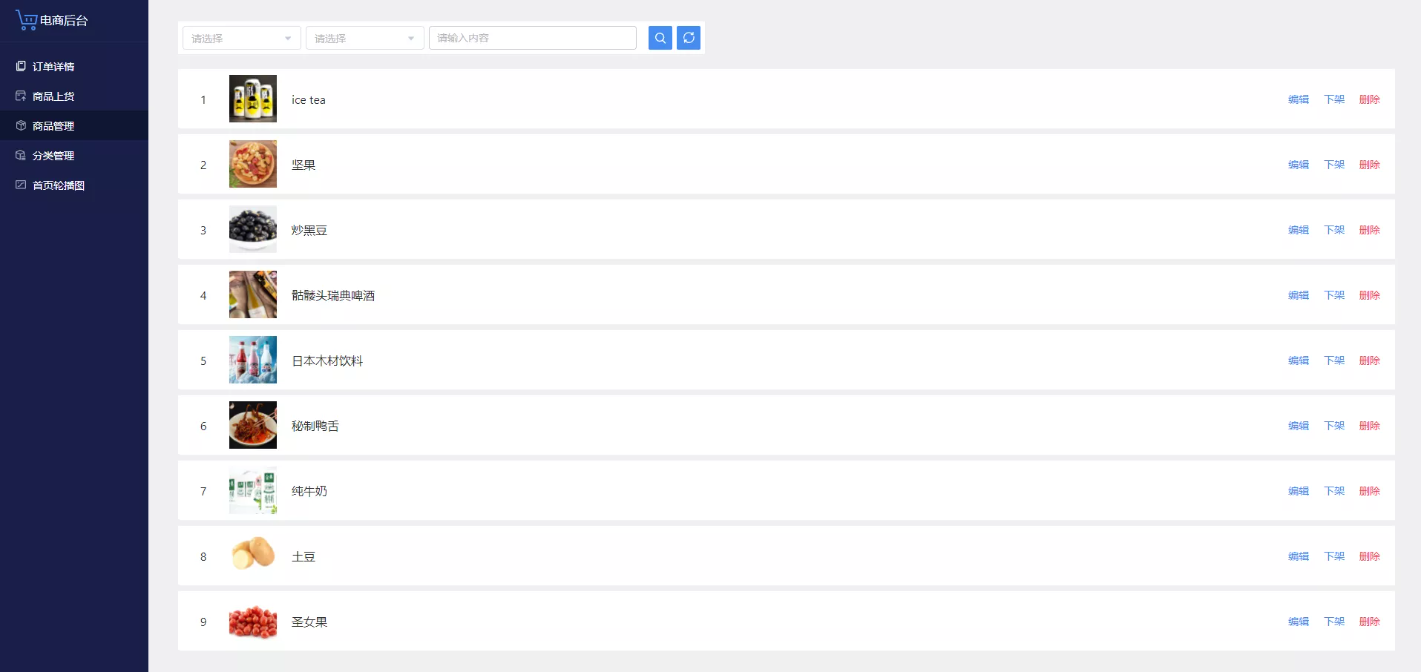 电商后台
订单详情
商品上货
商品管理
分类管理
首页轮播图
请选择 请选择 请输入内容
1 ice tea 编辑 下架 删除
2 坚果 编辑 下架 删除
3 炒黑豆 编辑 下架 删除
4 骷髅头瑞典啤酒 编辑 下架 删除
5 日本木材饮料 编辑 下架 删除
6 秘制鸭舌 编辑 下架 删除
7 纯牛奶 编辑 下架 删除
8 土豆 编辑 下架 删除
9 圣女果 编辑 下架 删除